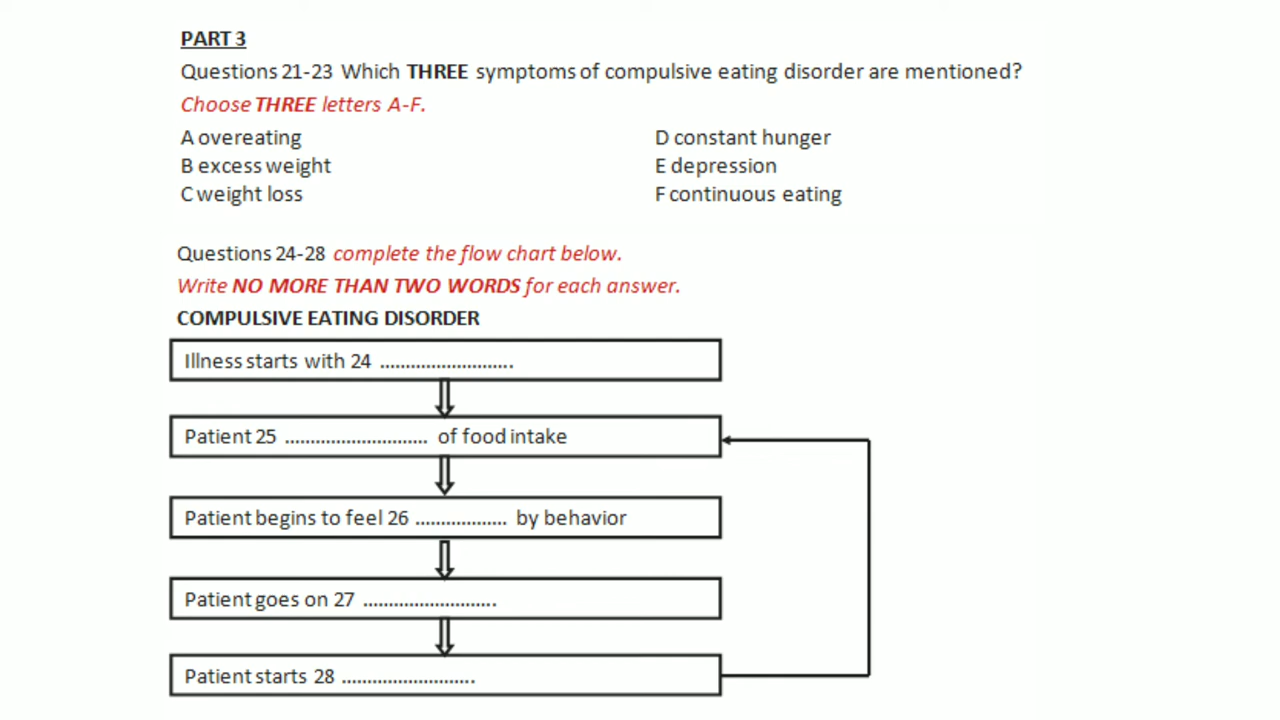 PART 3
Questions 21-23 Which THREE symptoms of compulsive eating disorder are mentioned?
Choose THREE letters A-F.
A overeating
B excess weight
C weight loss
D constant hunger
E depression
F continuous eating
Questions 24-28 complete the flow chart below.
Write NO MORE THAN TWO WORDS for each answer.
COMPULSIVE EATING DISORDER
Illness starts with 24 ..........................
Patient 25 ............................ of food intake
Patient begins to feel 26 .................. by behavior
Patient goes on 27 ..........................
Patient starts 28 ..........................